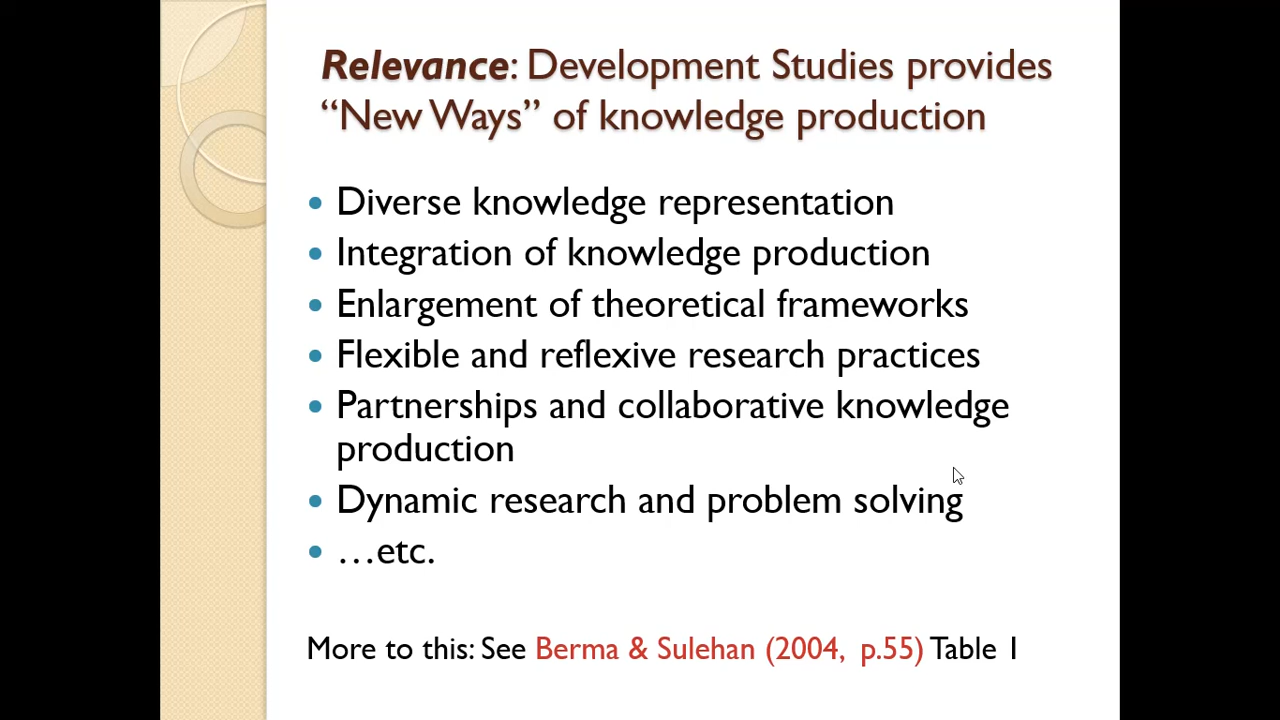 Relevance: Development Studies provides
“New Ways” of knowledge production
• Diverse knowledge representation
• Integration of knowledge production
• Enlargement of theoretical frameworks
• Flexible and reflexive research practices
• Partnerships and collaborative knowledge
production
• Dynamic research and problem solving
• …etc.
More to this: See Berma & Sulehan (2004, p.55) Table 1